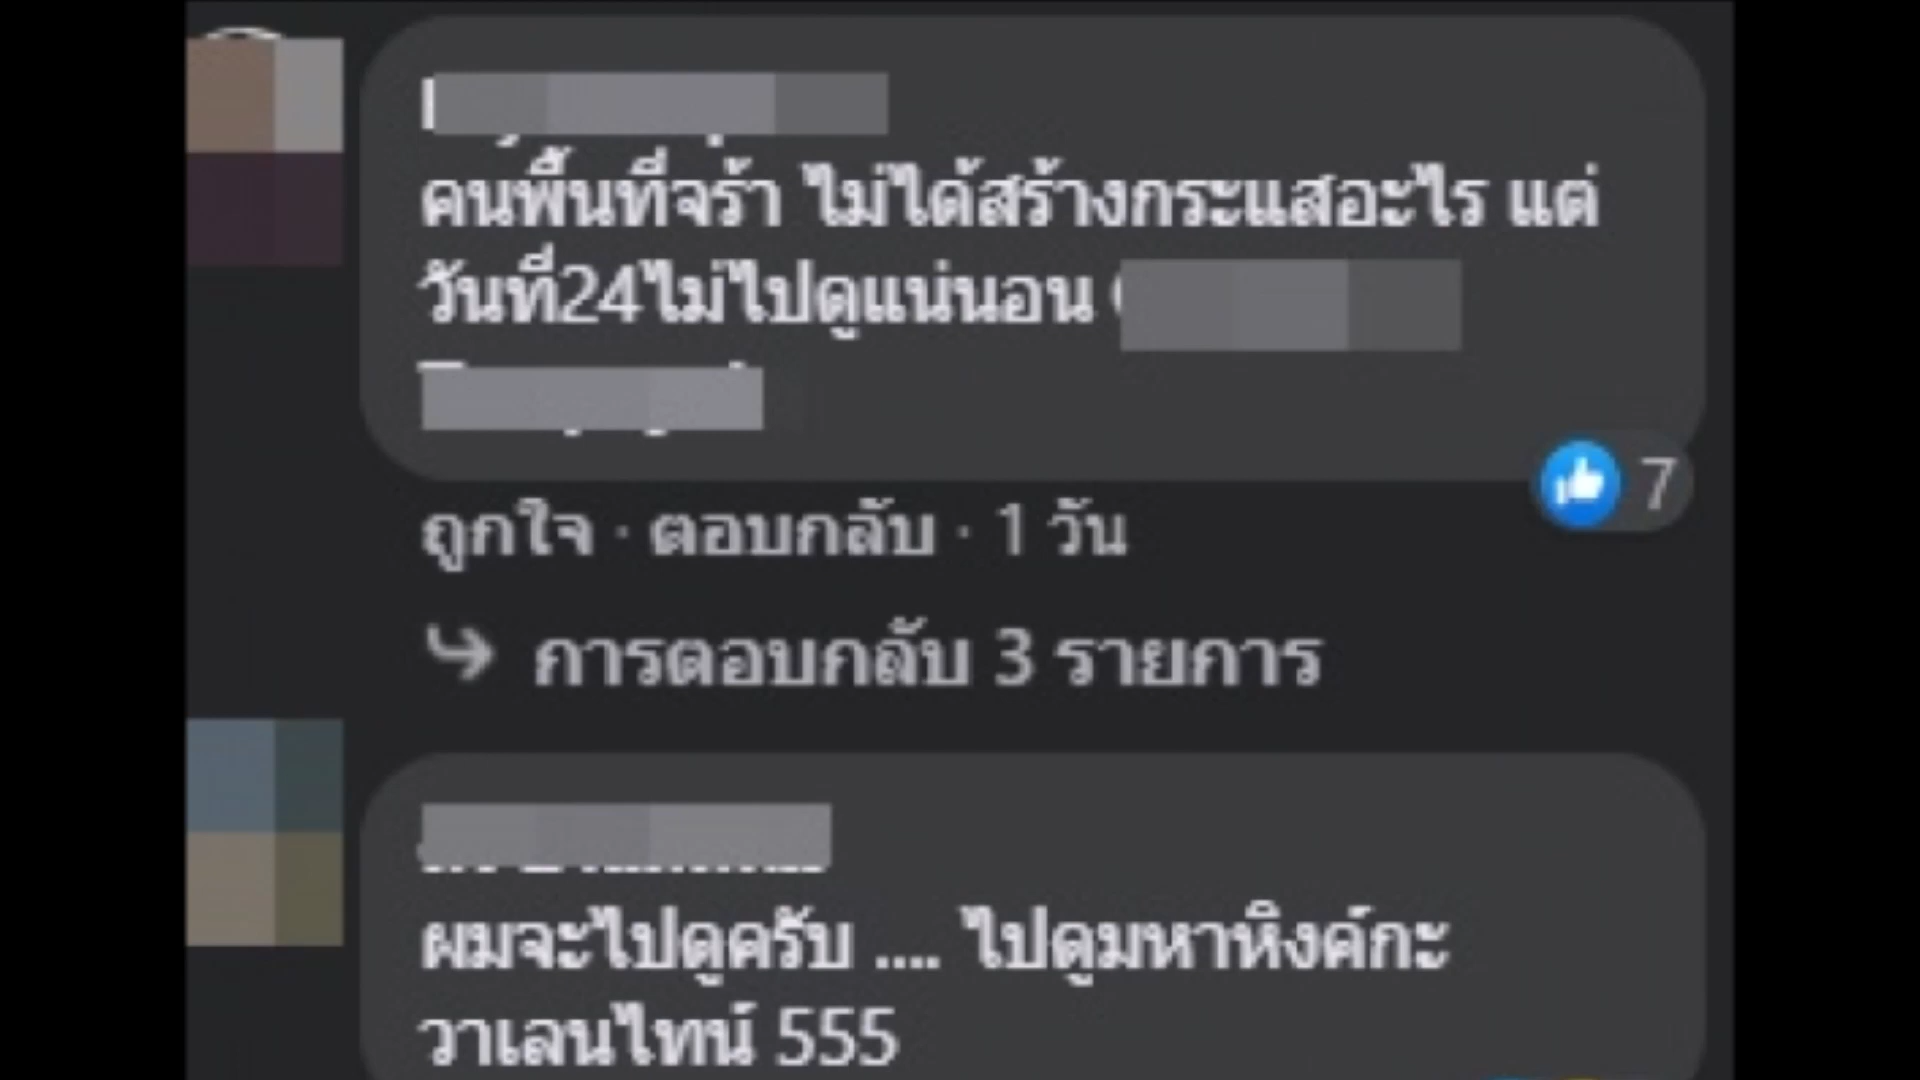 คนพื้นที่จร้า ไม่ได้สร้างกระแสอะไร แต่
วันที่24ไม่ไปดูแน่นอน
7
ถูกใจ · ตอบกลับ · 1 วัน
การตอบกลับ 3 รายการ
ผมจะไปดูครับ .... ไปดูมหาหิงค์กะ
วาเลนไทน์ 555